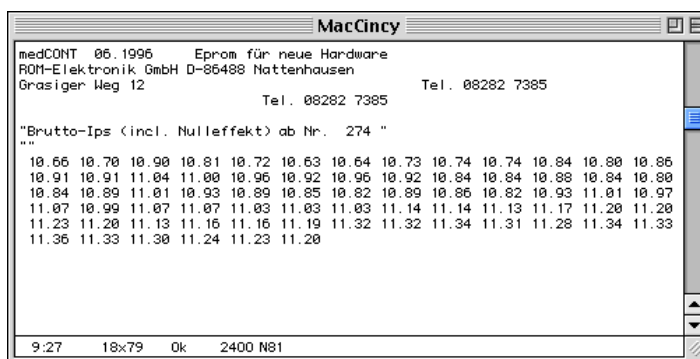 MacCincy
medCONT 06.1996 Eprom für neue Hardware
ROM-Elektronik GmbH D-86488 Nattenhausen
Grasiger Weg 12 Tel. 08282 7385
Tel. 08282 7385
"Brutto-Ips (incl. Nulleffekt) ab Nr. 274 "
""
10.66 10.70 10.90 10.81 10.72 10.63 10.64 10.73 10.74 10.74 10.84 10.80 10.86
10.91 10.91 11.04 11.00 10.96 10.92 10.96 10.92 10.84 10.84 10.88 10.84 10.80
10.84 10.89 11.01 10.93 10.89 10.85 10.82 10.89 10.86 10.82 10.93 11.01 10.97
11.07 10.99 11.07 11.07 11.03 11.03 11.03 11.14 11.14 11.13 11.17 11.20 11.20
11.23 11.20 11.13 11.16 11.16 11.19 11.32 11.32 11.34 11.31 11.28 11.34 11.33
11.36 11.33 11.30 11.24 11.23 11.20
9:27 18x79 Ok 2400 N81